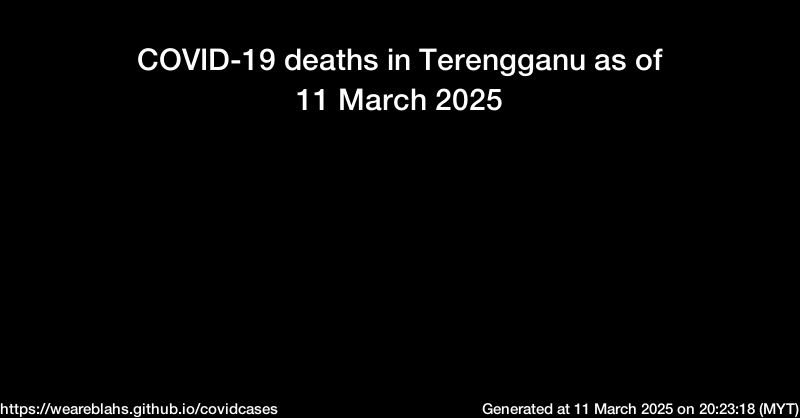 COVID-19 deaths in Terengganu as of
11 March 2025
https://weareblahs.github.io/covidcases
Generated at 11 March 2025 on 20:23:18 (MYT)